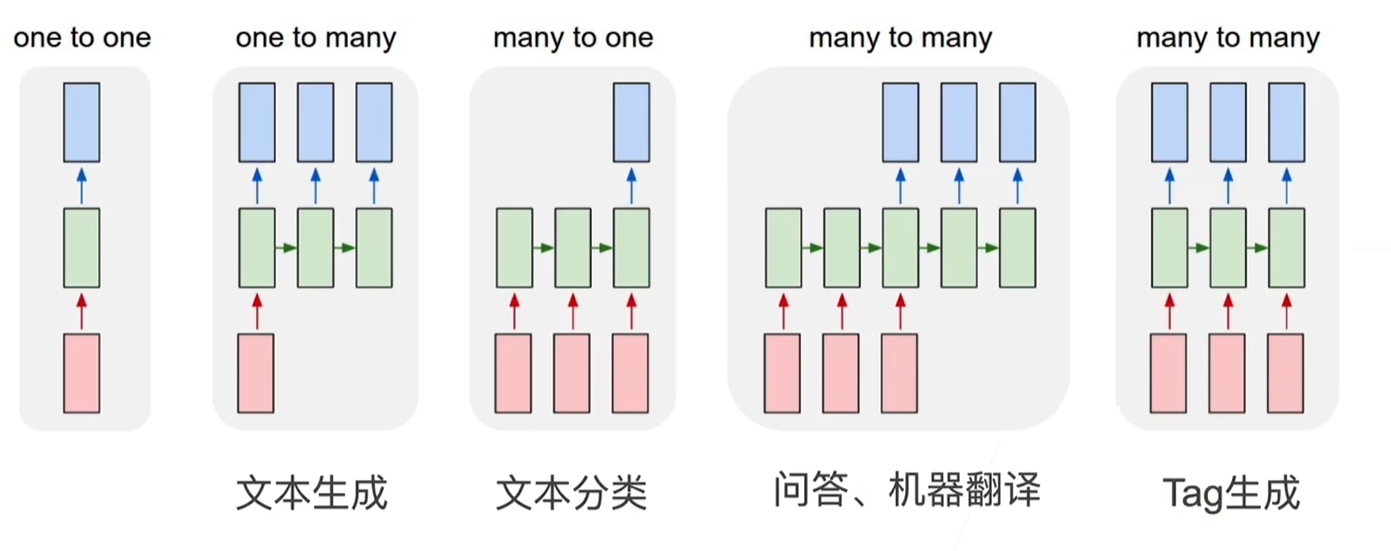 one to one
one to many
many to one
many to many
many to many
文本生成
文本分类
问答、机器翻译
Tag生成